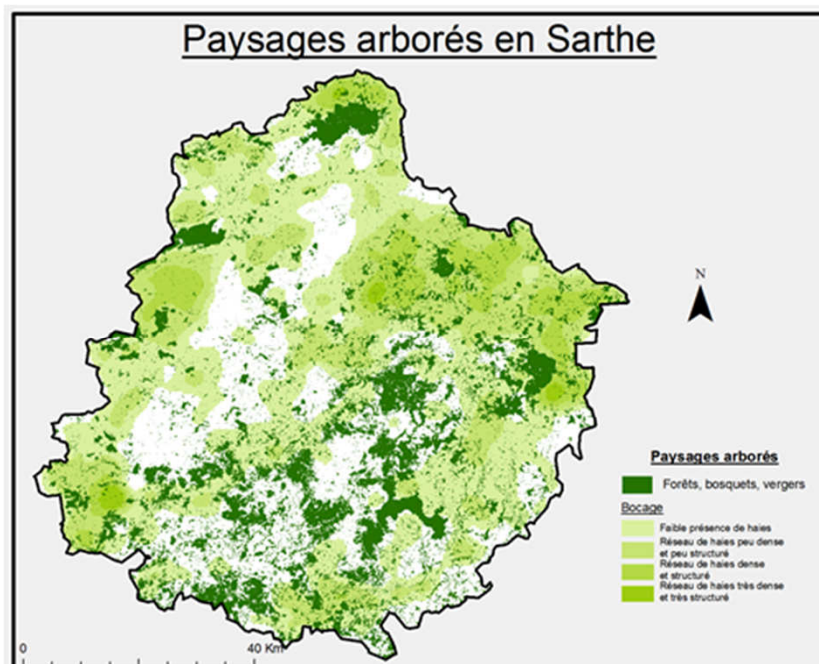 Paysages arborés en Sarthe
N
Paysages arborés
Forêts, bosquets, vergers
Bocage
Faible présence de haies
Réseau de haies peu dense
et peu structuré
Réseau de haies dense
et structuré
Réseau de haies très dense
et très structuré
0 40 Km